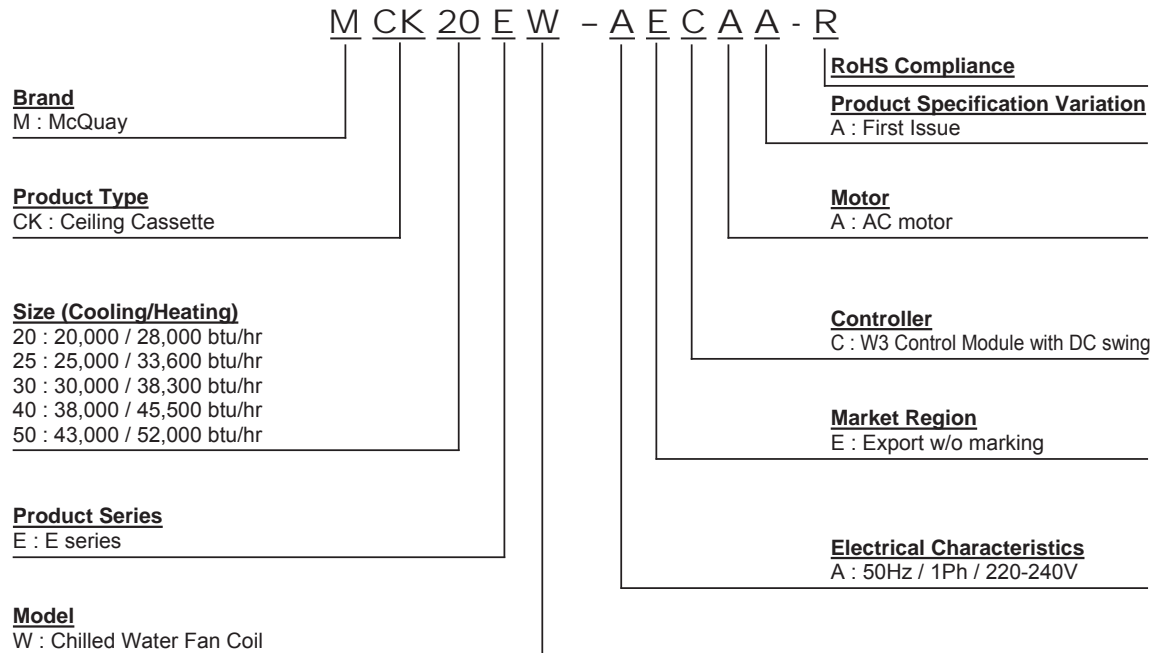 M CK 20 E W – A E C A A - R
Brand
M : McQuay
Product Type
CK : Ceiling Cassette
Size (Cooling/Heating)
20 : 20,000 / 28,000 btu/hr
25 : 25,000 / 33,600 btu/hr
30 : 30,000 / 38,300 btu/hr
40 : 38,000 / 45,500 btu/hr
50 : 43,000 / 52,000 btu/hr
Product Series
E : E series
Model
W : Chilled Water Fan Coil
RoHS Compliance
Product Specification Variation
A : First Issue
Motor
A : AC motor
Controller
C : W3 Control Module with DC swing
Market Region
E : Export w/o marking
Electrical Characteristics
A : 50Hz / 1Ph / 220-240V